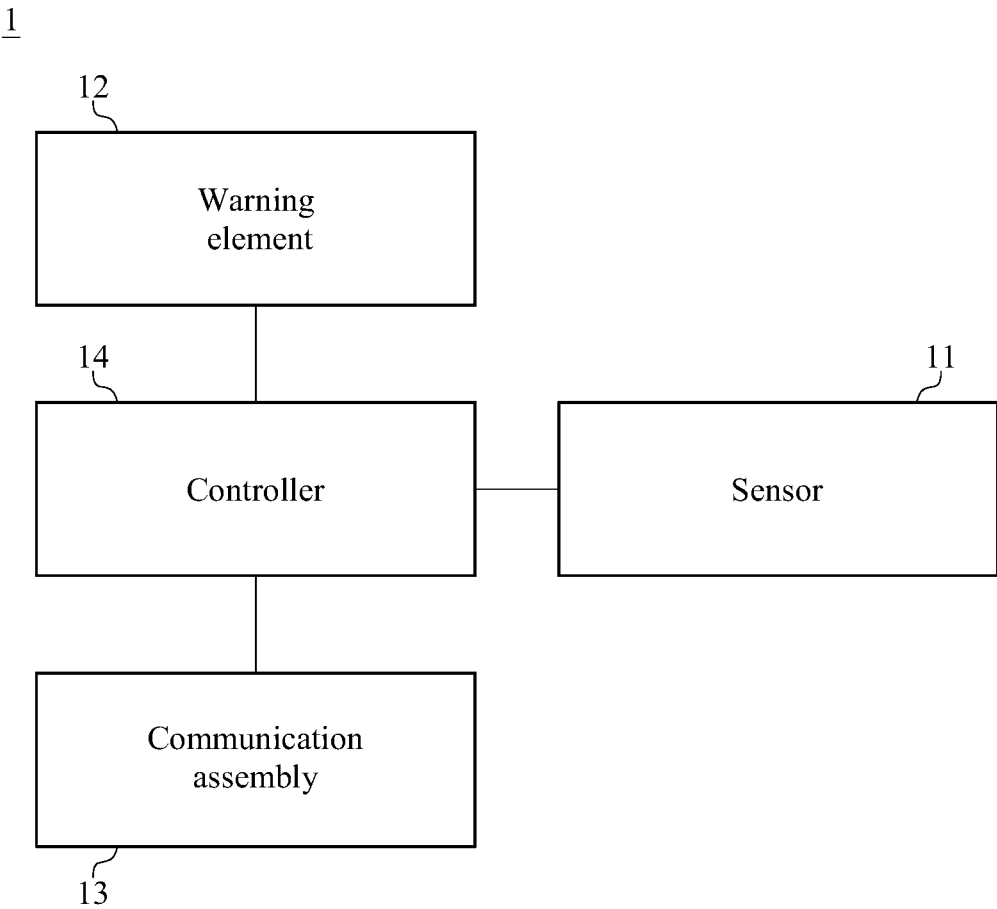 1
12
Warning
element
14
11
Controller
Sensor
Communication
assembly
13